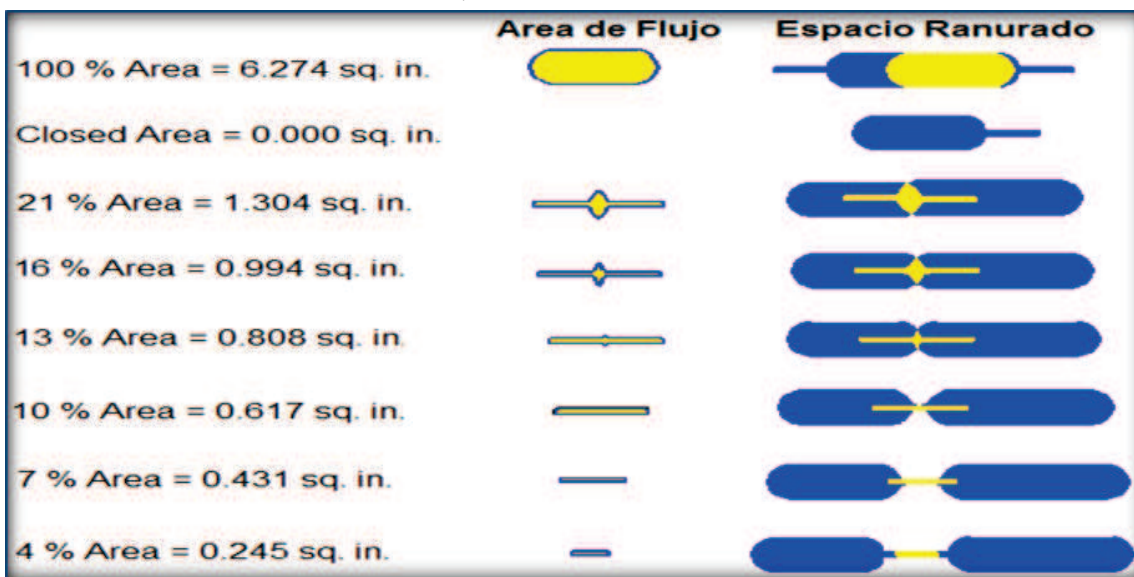 Area de Flujo Espacio Ranurado
100 % Area = 6.274 sq. in.
Closed Area = 0.000 sq. in.
21 % Area = 1.304 sq. in.
16 % Area = 0.994 sq. in.
13 % Area = 0.808 sq. in.
10 % Area = 0.617 sq. in.
7 % Area = 0.431 sq. in.
4 % Area = 0.245 sq. in.